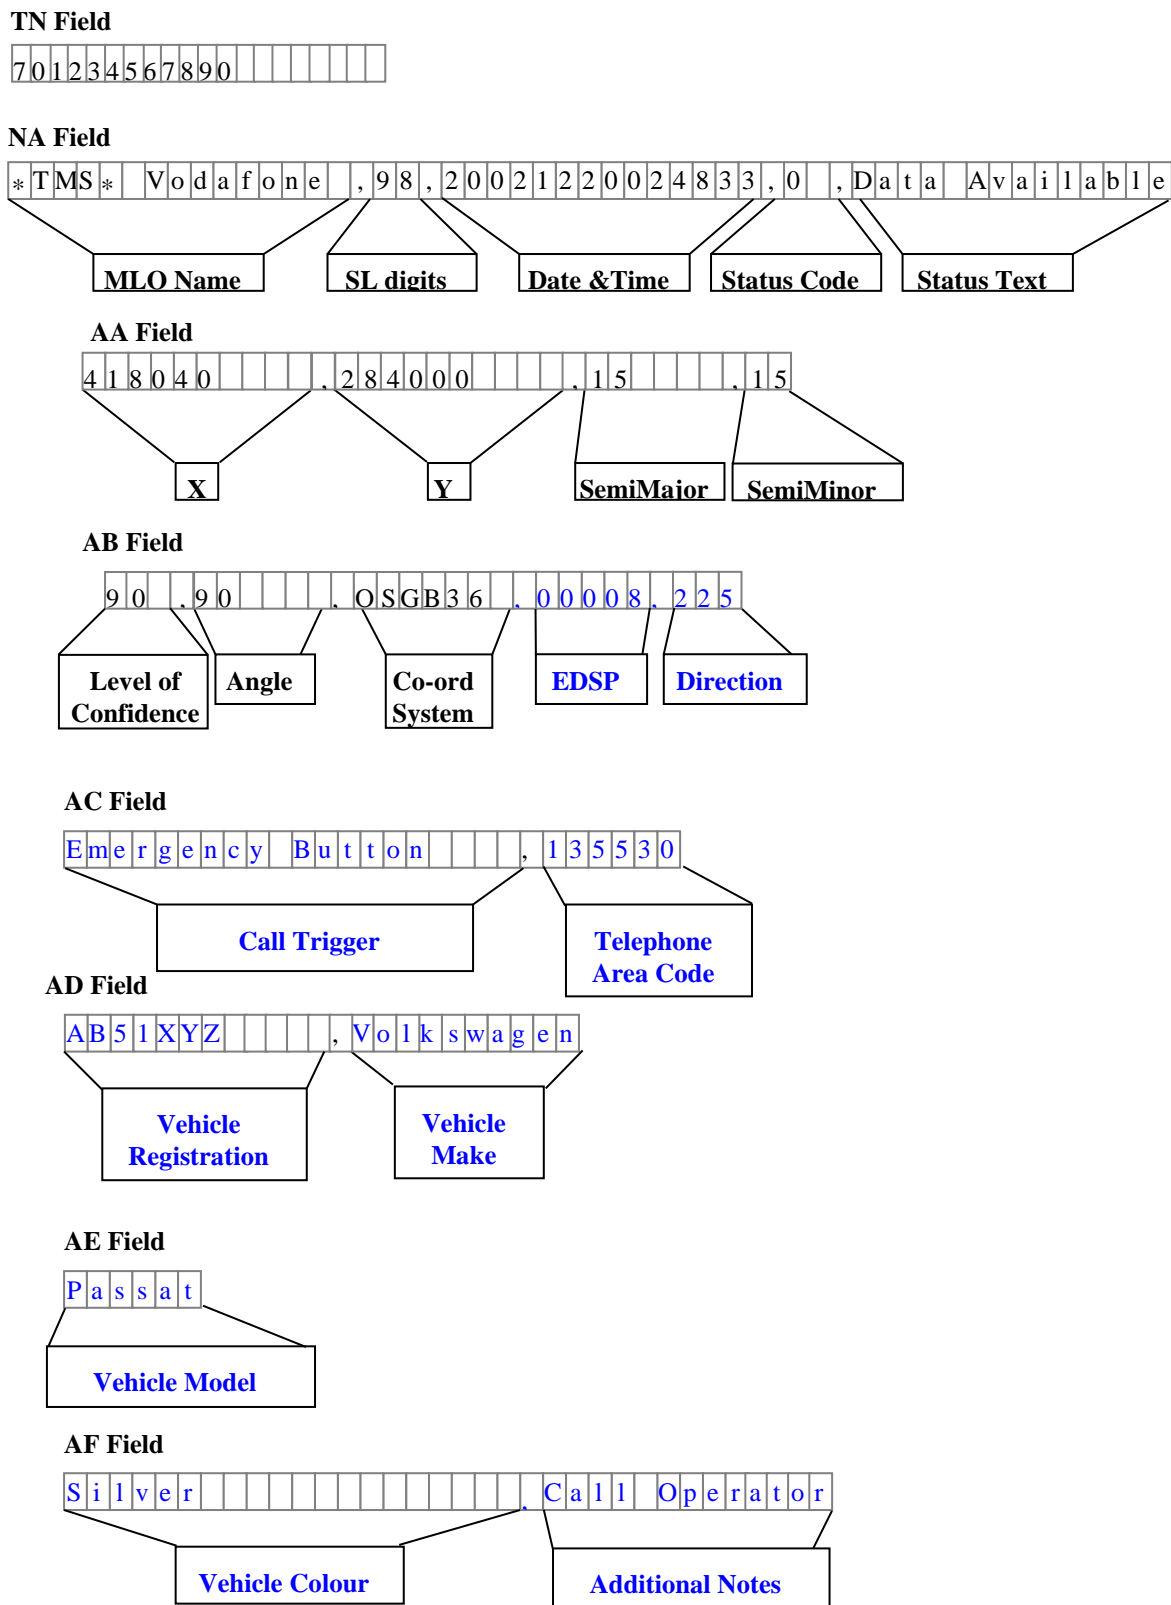 TN Field
701234567890
NA Field
*TMS* Vodafone ,98,20021220024833,0 ,Data Available
MLO Name SL digits Date &Time Status Code Status Text
AA Field
418040 ,284000 ,15 ,15
X Y SemiMajor SemiMinor
AB Field
90 ,90 ,OSGB36 ,00008,225
Level of Confidence Angle Co-ord System EDSP Direction
AC Field
Emergency Button ,135530
Call Trigger Telephone Area Code
AD Field
AB51XYZ ,Volkswagen
Vehicle Registration Vehicle Make
AE Field
Passat
Vehicle Model
AF Field
Silver ,Call Operator
Vehicle Colour Additional Notes